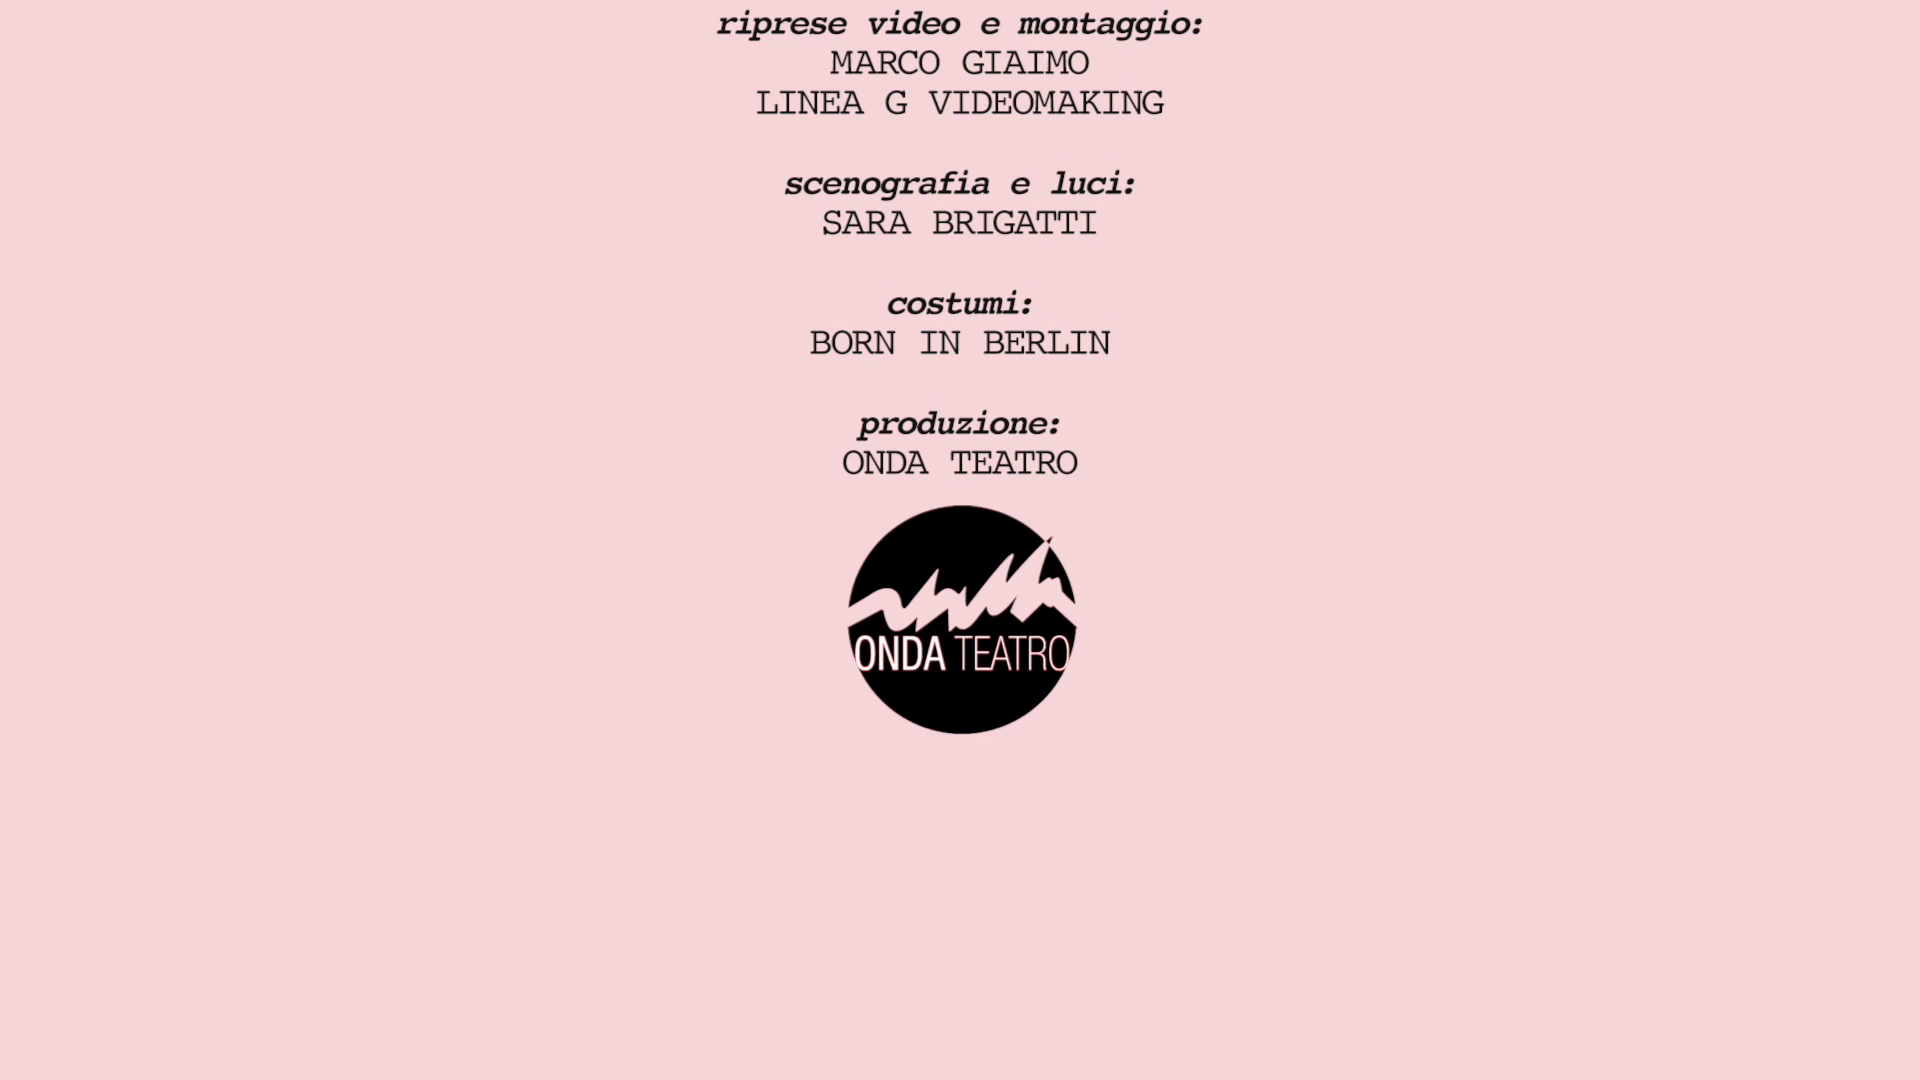 riprese video e montaggio:
MARCO GIAIMO
LINEA G VIDEOMAKING
scenografia e luci:
SARA BRIGATTI
costumi:
BORN IN BERLIN
produzione:
ONDA TEATRO
ONDA TEATRO